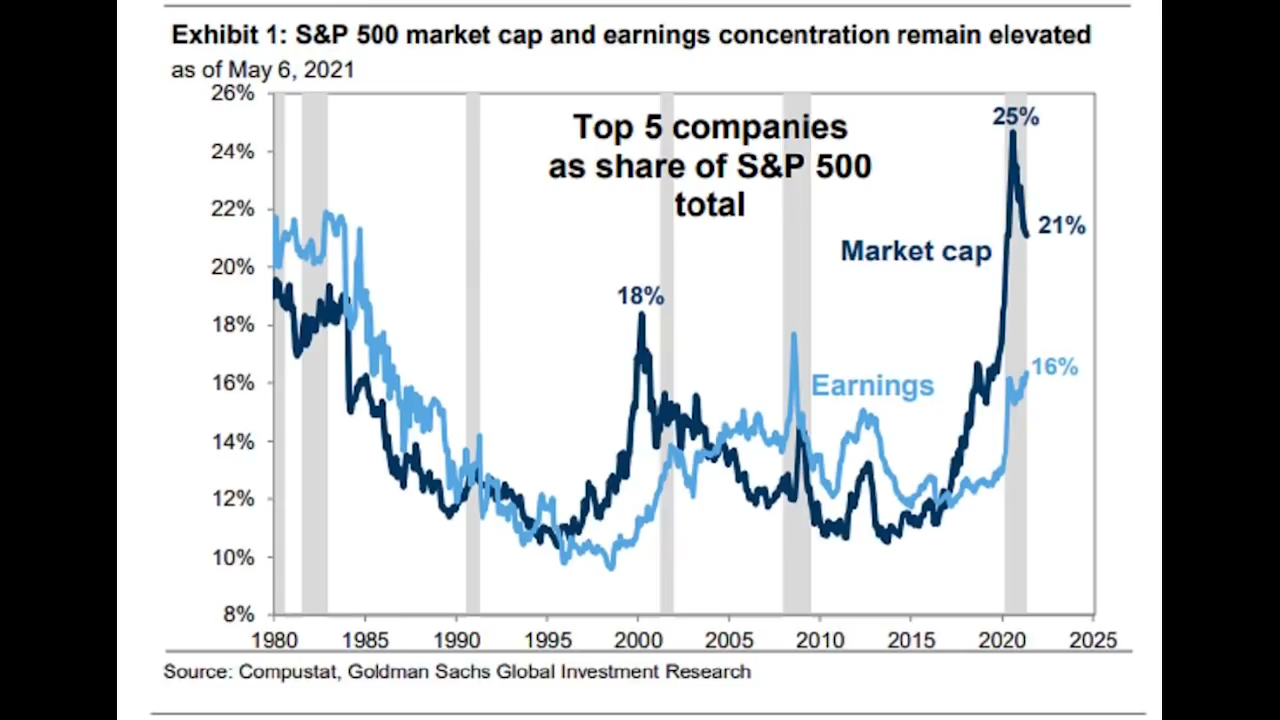 Exhibit 1: S&P 500 market cap and earnings concentration remain elevated
as of May 6, 2021
26%
24%
22%
20%
18%
16%
14%
12%
10%
8%
Top 5 companies
as share of S&P 500
total
25%
21%
Market cap
18%
16%
Earnings
1980 1985 1990 1995 2000 2005 2010 2015 2020 2025
Source: Compustat, Goldman Sachs Global Investment Research